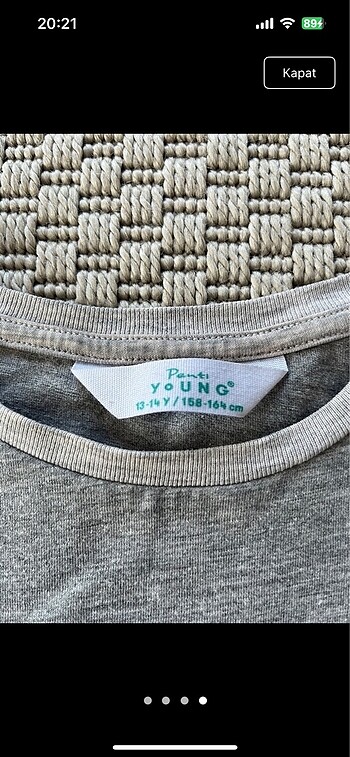 20:21
89
Kapat
Penti
YOUNG®
13-14 Y / 158-164 cm